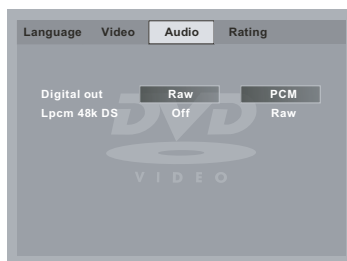 Language Video Audio Rating
Digital out Raw PCM
Lpcm 48k DS Off Raw
DVD
VIDEO